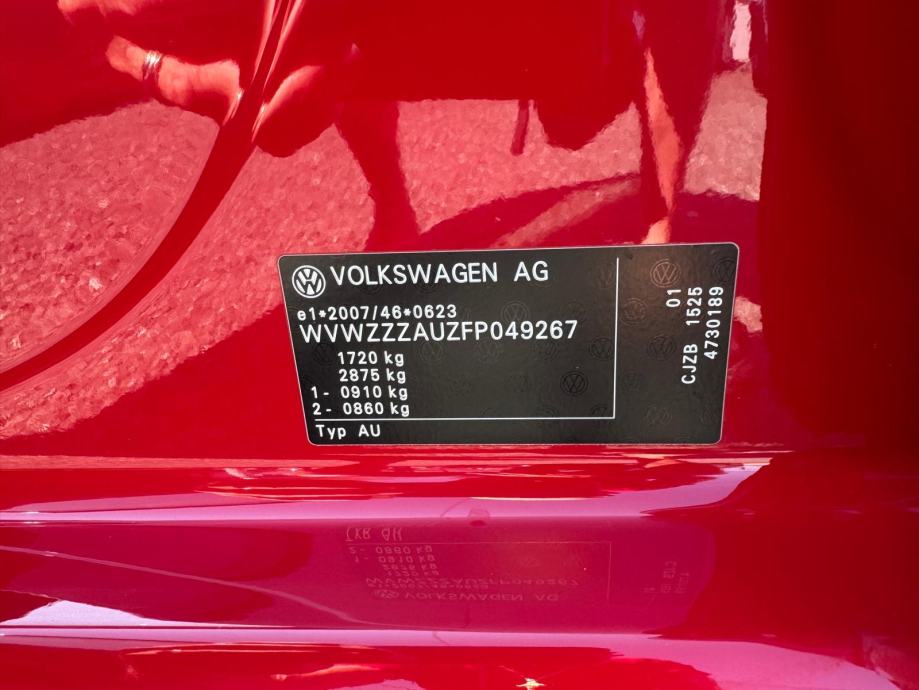 VOLKSWAGEN AG
e1*2007/46*0623
WVWZZZAUZFP049267
1720 kg
2875 kg
1- 0910 kg
2- 0860 kg
Typ AU
01
CJZB 1525
4730189